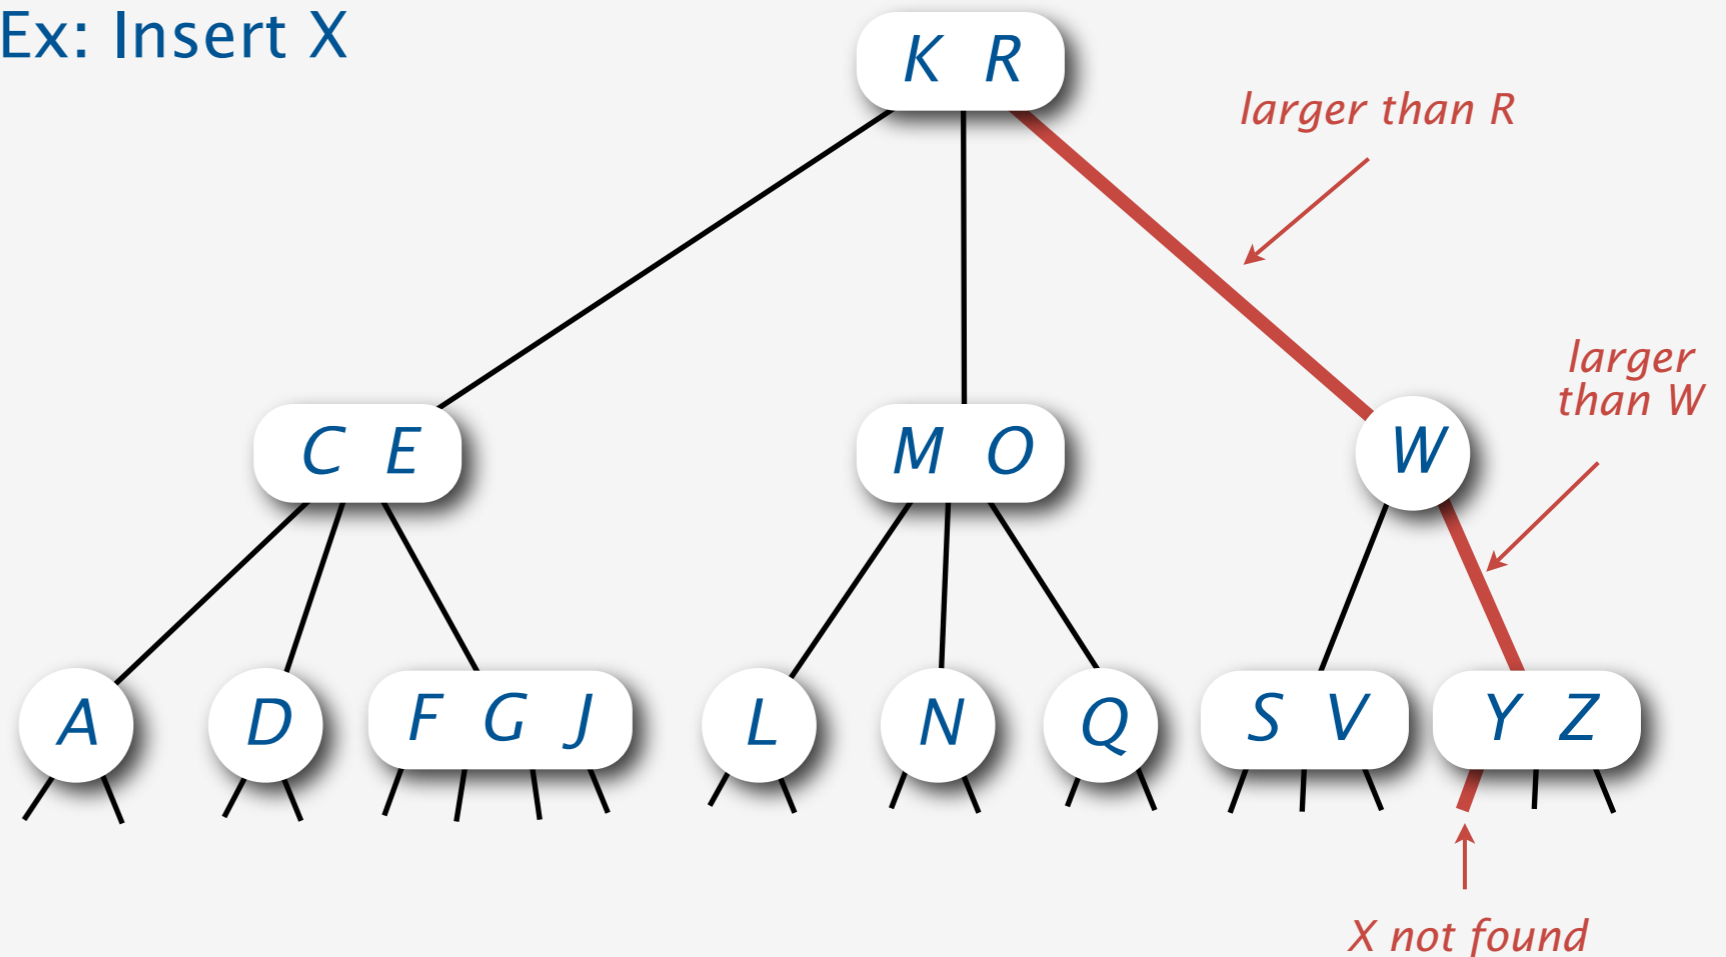 Ex: Insert X
K R
larger than R
larger
than W
C E
M O
W
A
D
F G J
L
N
Q
S V
Y Z
X not found